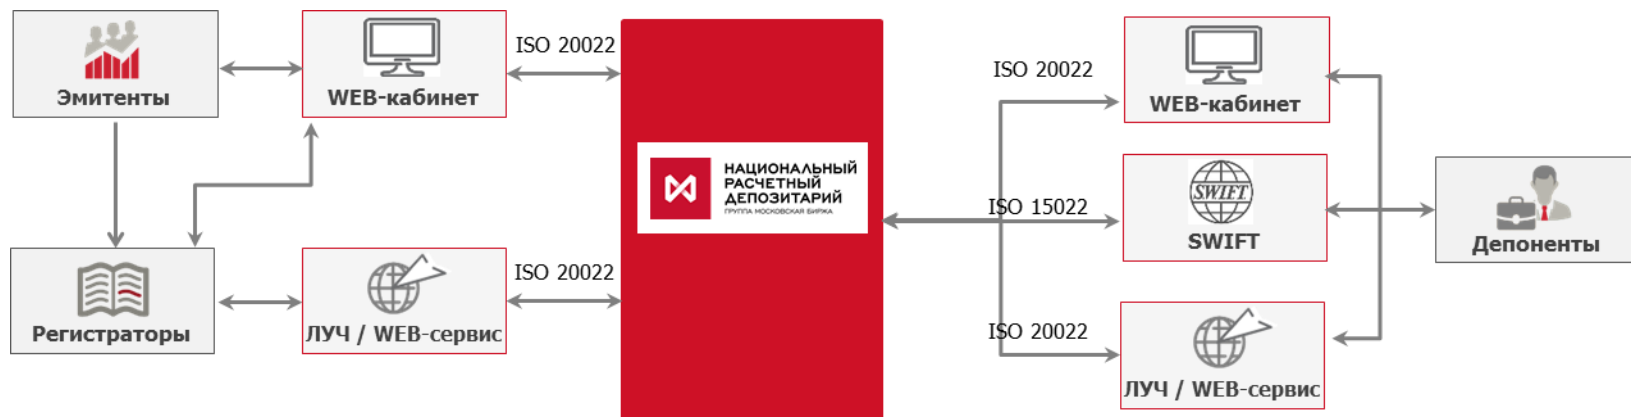 Эмитенты
WEB-кабинет
ISO 20022
Регистраторы
ЛУЧ / WEB-сервис
ISO 20022
НАЦИОНАЛЬНЫЙ
РАСЧЕТНЫЙ
ДЕПОЗИТАРИЙ
ГРУППА МОСКОВСКАЯ БИРЖА
ISO 20022
WEB-кабинет
ISO 15022
SWIFT
SWIFT
ISO 20022
ЛУЧ / WEB-сервис
Депоненты